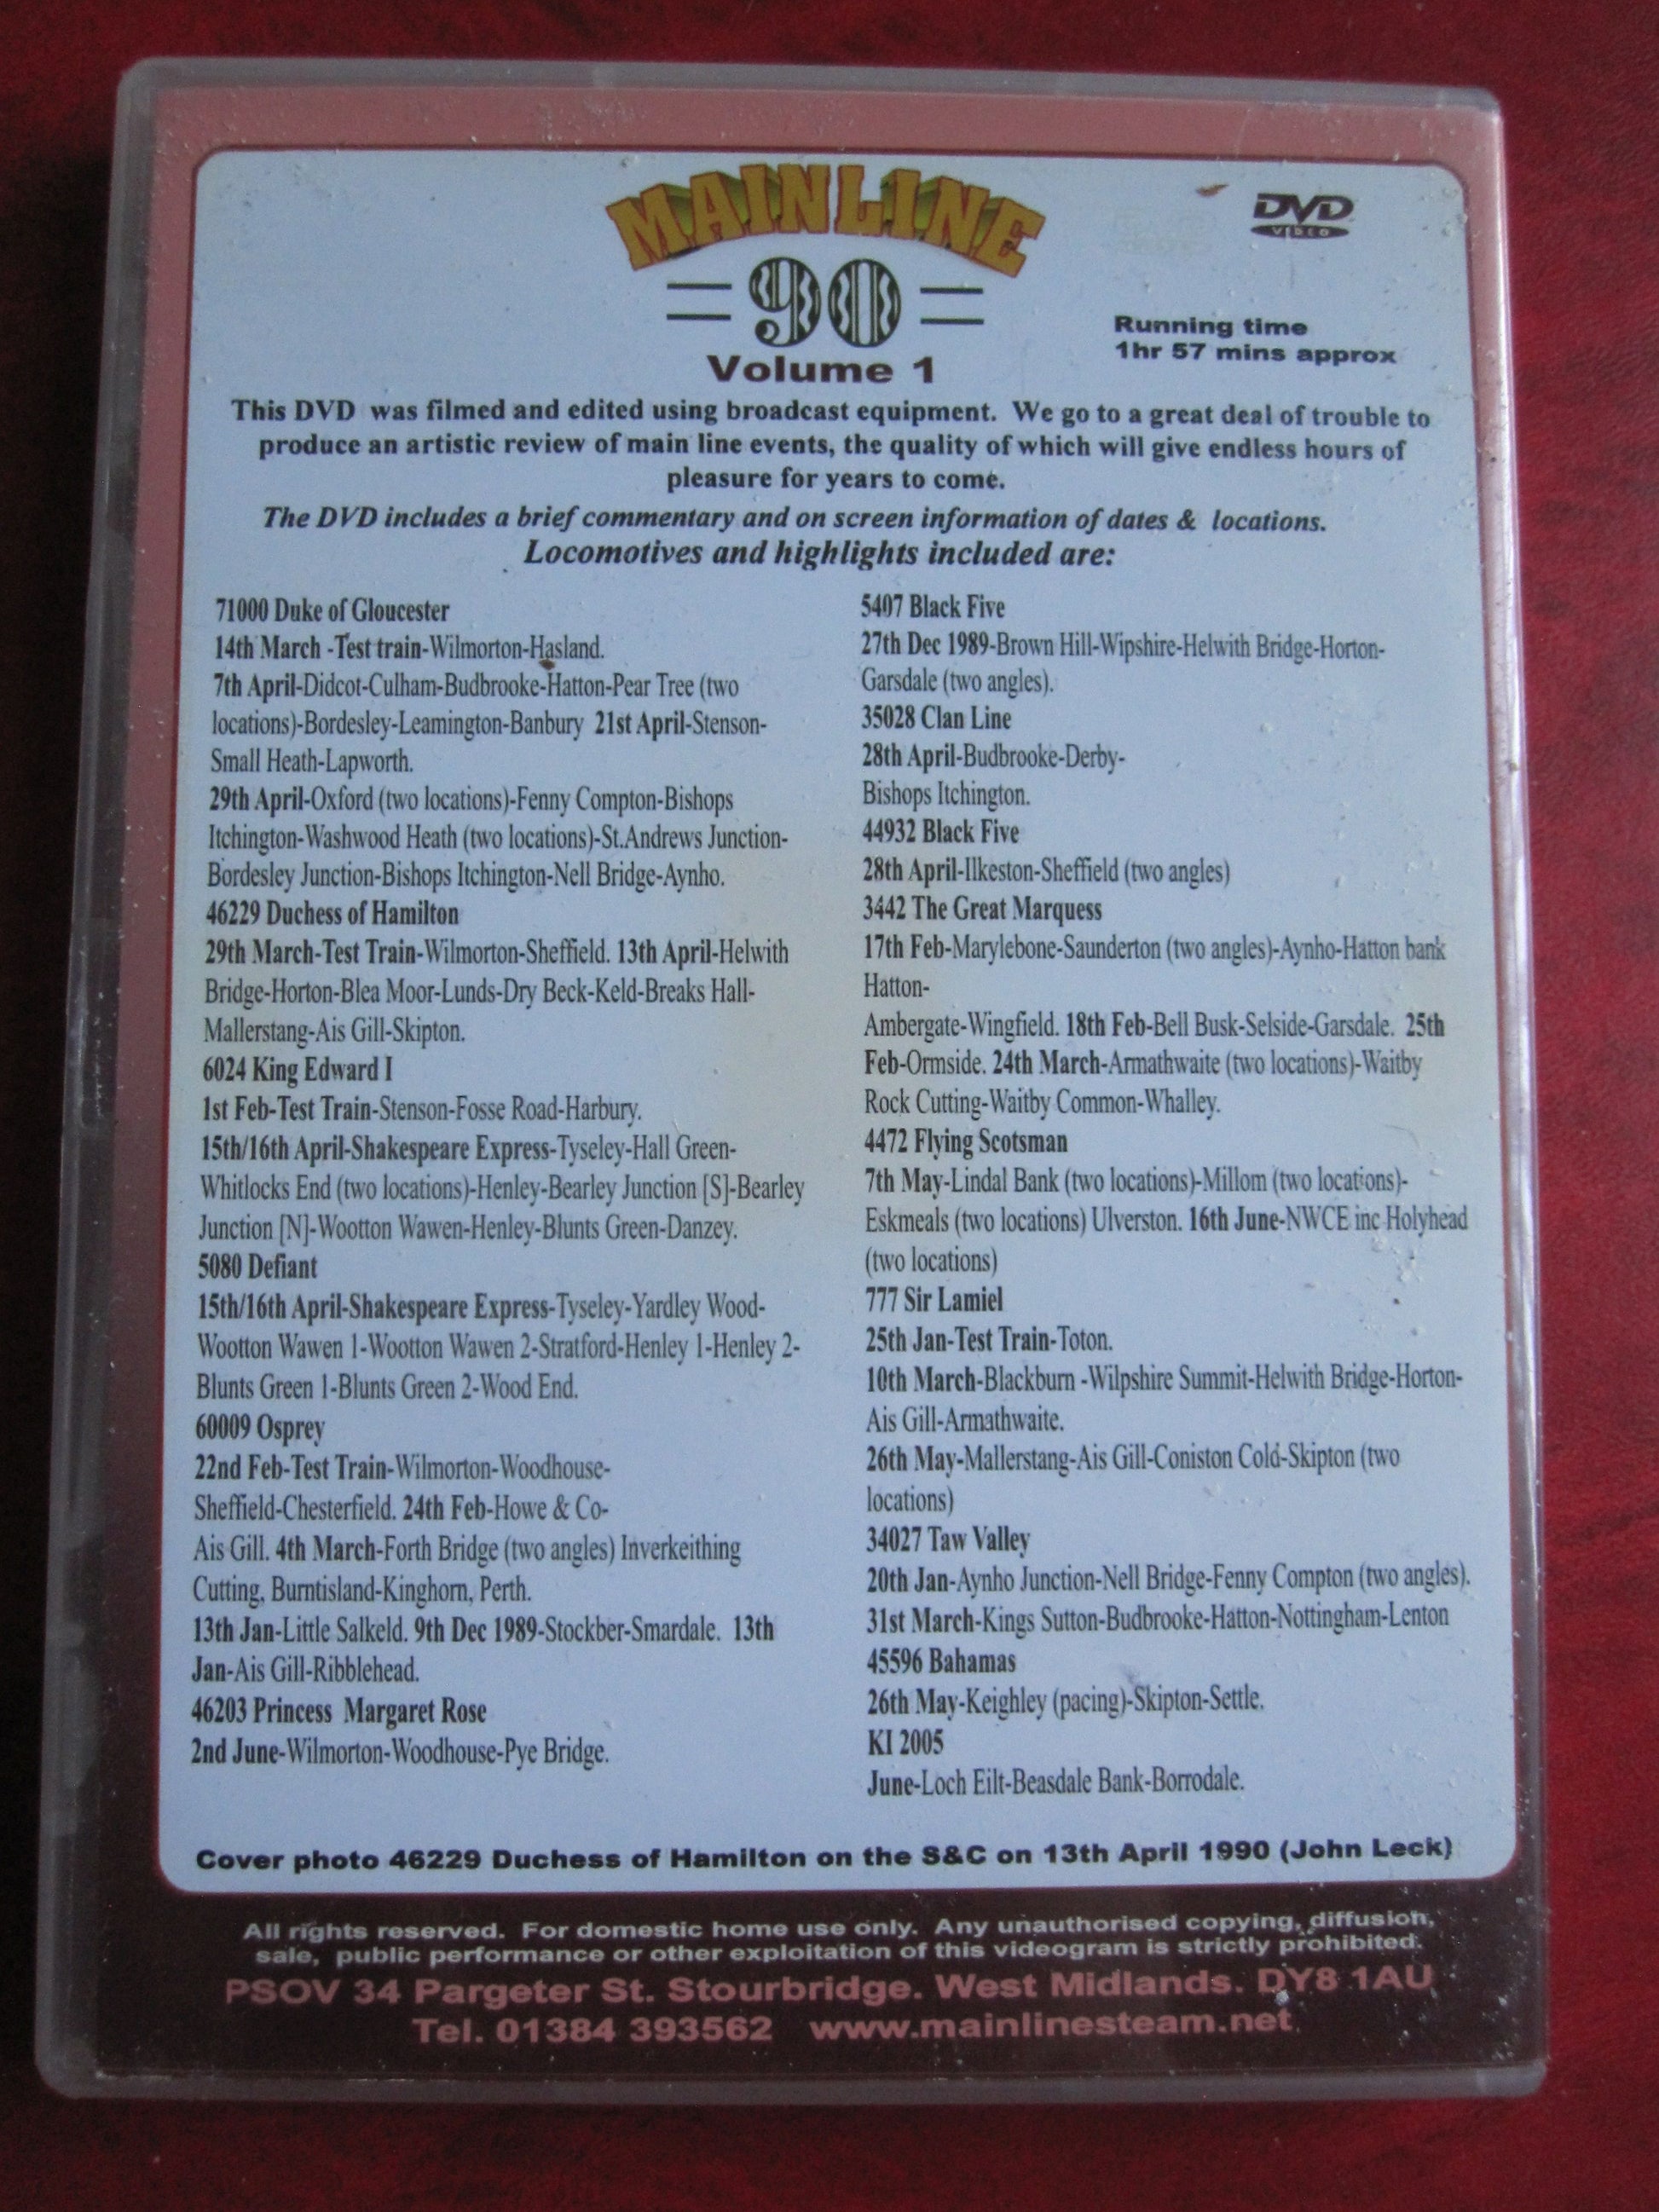 MAINLINE
DVD
VIDEO
90
Volume 1
Running time
1hr 57 mins approx
This DVD was filmed and edited using broadcast equipment. We go to a great deal of trouble to
produce an artistic review of main line events, the quality of which will give endless hours of
pleasure for years to come.
The DVD includes a brief commentary and on screen information of dates & locations.
Locomotives and highlights included are:
71000 Duke of Gloucester
14th March -Test train-Wilmorton-Hasland.
7th April-Didcot-Culham-Budbrooke-Hatton-Pear Tree (two
locations)-Bordesley-Leamington-Banbury 21st April-Stenson-
Small Heath-Lapworth.
29th April-Oxford (two locations)-Fenny Compton-Bishops
Itchington-Washwood Heath (two locations)-St.Andrews Junction-
Bordesley Junction-Bishops Itchington-Nell Bridge-Aynho.
46229 Duchess of Hamilton
29th March-Test Train-Wilmorton-Sheffield. 13th April-Helwith
Bridge-Horton-Blea Moor-Lunds-Dry Beck-Keld-Breaks Hall-
Mallerstang-Ais Gill-Skipton.
6024 King Edward I
1st Feb-Test Train-Stenson-Fosse Road-Harbury.
15th/16th April-Shakespeare Express-Tyseley-Hall Green-
Whitlocks End (two locations)-Henley-Bearley Junction [S]-Bearley
Junction [N]-Wootton Wawen-Henley-Blunts Green-Danzey.
5080 Defiant
15th/16th April-Shakespeare Express-Tyseley-Yardley Wood-
Wootton Wawen 1-Wootton Wawen 2-Stratford-Henley 1-Henley 2-
Blunts Green 1-Blunts Green 2-Wood End.
60009 Osprey
22nd Feb-Test Train-Wilmorton-Woodhouse-
Sheffield-Chesterfield. 24th Feb-Howe & Co-
Ais Gill. 4th March-Forth Bridge (two angles) Inverkeithing
Cutting, Burntisland-Kinghorn, Perth.
13th Jan-Little Salkeld. 9th Dec 1989-Stockber-Smardale. 13th
Jan-Ais Gill-Ribblehead.
46203 Princess Margaret Rose
2nd June-Wilmorton-Woodhouse-Pye Bridge.
5407 Black Five
27th Dec 1989-Brown Hill-Wipshire-Helwith Bridge-Horton-
Garsdale (two angles).
35028 Clan Line
28th April-Budbrooke-Derby-
Bishops Itchington.
44932 Black Five
28th April-Ilkeston-Sheffield (two angles)
3442 The Great Marquess
17th Feb-Marylebone-Saunderton (two angles)-Aynho-Hatton bank
Hatton-
Ambergate-Wingfield. 18th Feb-Bell Busk-Selside-Garsdale. 25th
Feb-Ormside. 24th March-Armathwaite (two locations)-Waitby
Rock Cutting-Waitby Common-Whalley.
4472 Flying Scotsman
7th May-Lindal Bank (two locations)-Millom (two locations)-
Eskmeals (two locations) Ulverston. 16th June-NWCE inc Holyhead
(two locations)
777 Sir Lamiel
25th Jan-Test Train-Toton.
10th March-Blackburn -Wilpshire Summit-Helwith Bridge-Horton-
Ais Gill-Armathwaite.
26th May-Mallerstang-Ais Gill-Coniston Cold-Skipton (two
locations)
34027 Taw Valley
20th Jan-Aynho Junction-Nell Bridge-Fenny Compton (two angles).
31st March-Kings Sutton-Budbrooke-Hatton-Nottingham-Lenton
45596 Bahamas
26th May-Keighley (pacing)-Skipton-Settle.
KI 2005
June-Loch Eilt-Beasdale Bank-Borrodale.
Cover photo 46229 Duchess of Hamilton on the S&C on 13th April 1990 (John Leck)
All rights reserved. For domestic home use only. Any unauthorised copying, diffusion,
sale, public performance or other exploitation of this videogram is strictly prohibited.
PSOV 34 Pargeter St. Stourbridge. West Midlands. DY8 1AU
Tel. 01384 393562 www.mainlinesteam.net